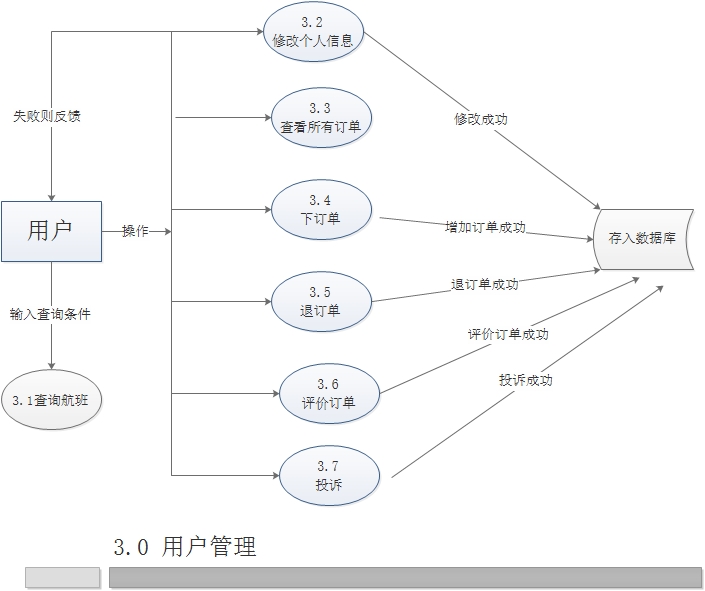 3.2
修改个人信息
失败则反馈
3.3
查看所有订单
修改成功
3.4
下订单
用户
操作
增加订单成功
存入数据库
3.5
退订单
退订单成功
输入查询条件
评价订单成功
3.1查询航班
3.6
评价订单
投诉成功
3.7
投诉
3.0 用户管理